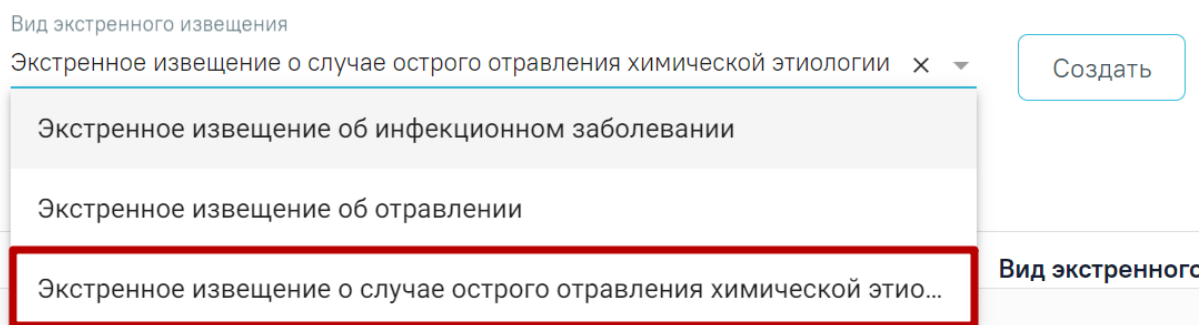 Вид экстренного извещения
Экстренное извещение о случае острого отравления химической этиологии
Создать
Экстренное извещение об инфекционном заболевании
Экстренное извещение об отравлении
Вид экстренного
Экстренное извещение о случае острого отравления химической этио...